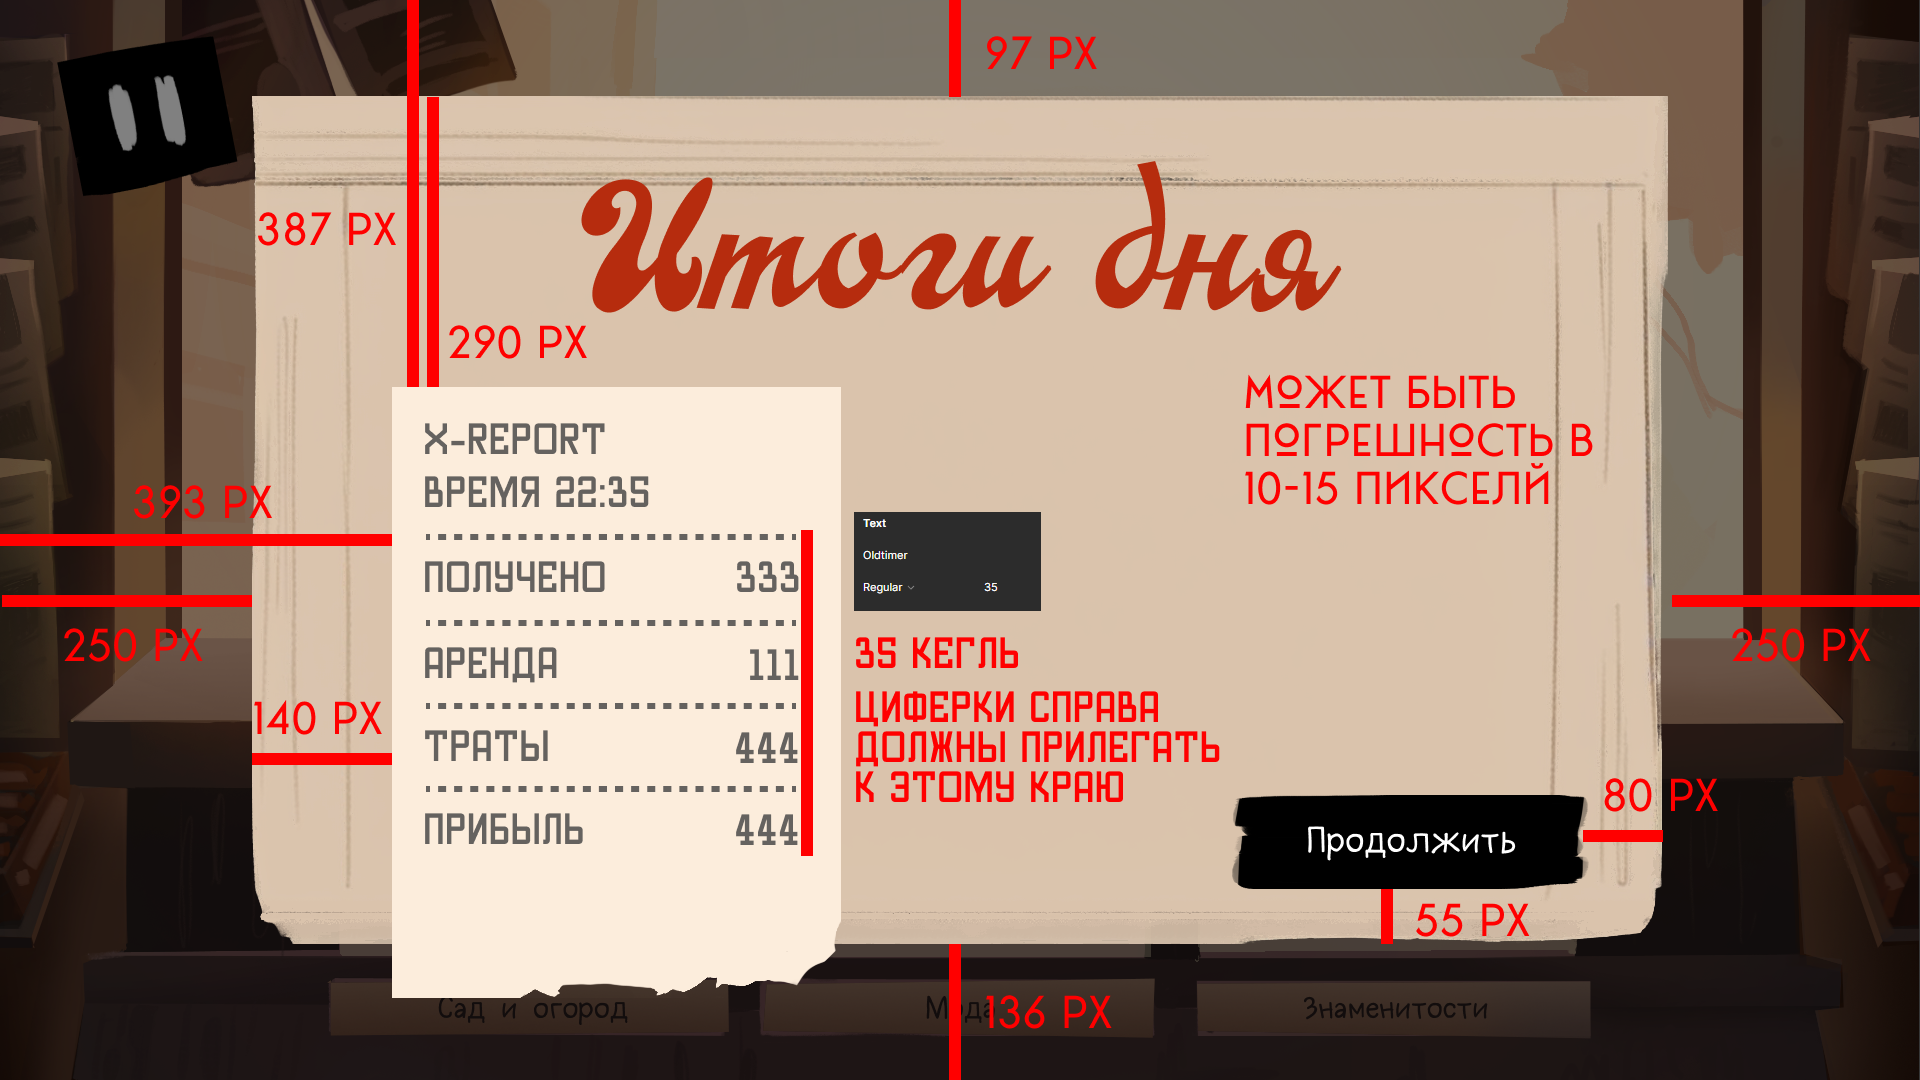 97 PX
387 PX
Итоги дня
290 PX
МОЖЕТ БЫТЬ
ПОГРЕШНОСТЬ В
10-15 ПИКСЕЛЙ
X-REPORT
ВРЕМЯ 22:35
393 PX
Text
Oldtimer
Regular 35
ПОЛУЧЕНО 333
250 PX
250 PX
35 КЕГЛЬ
АРЕНДА 111
ЦИФЕРКИ СПРАВА
ДОЛЖНЫ ПРИЛЕГАТЬ
К ЭТОМУ КРАЮ
140 PX
ТРАТЫ 444
80 PX
ПРИБЫЛЬ 444
Продолжить
55 PX
136 PX
Сад и огород
Мода
Знаменитости